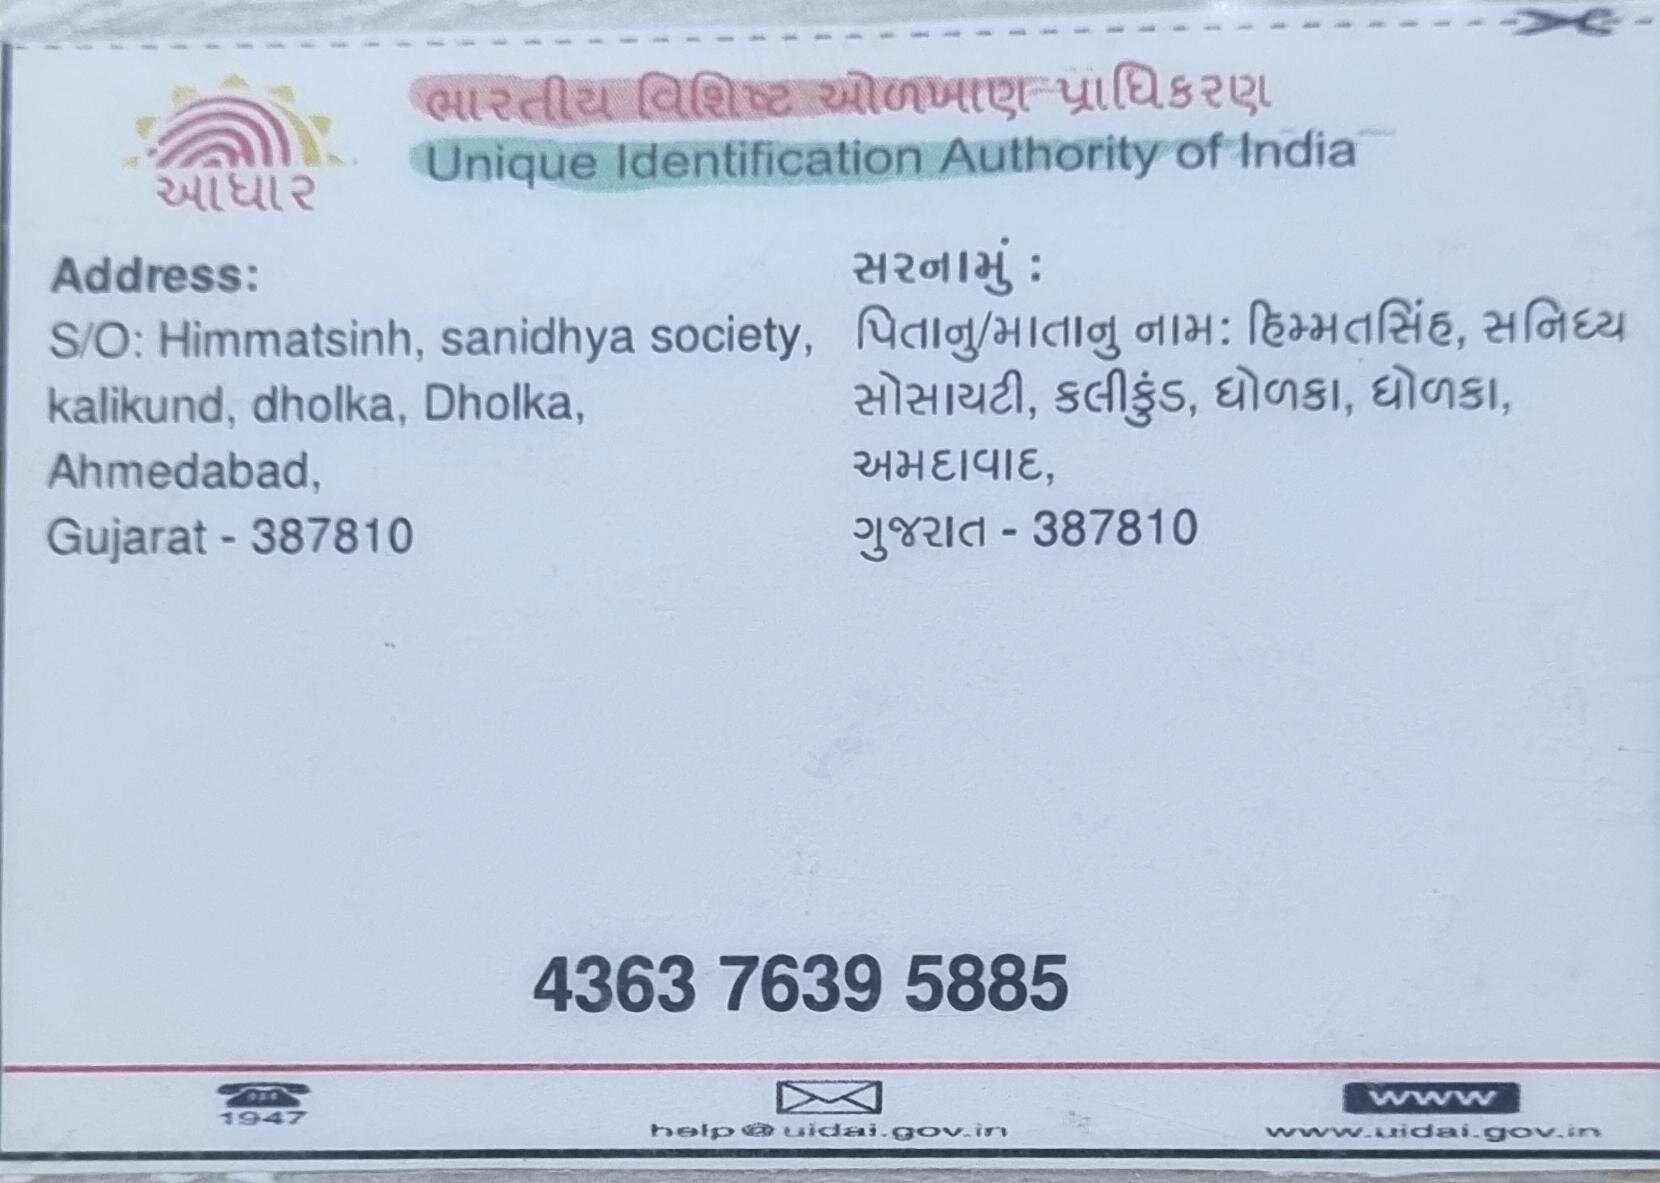 આધાર
ભારતીય વિશિષ્ટ ઓળખાણ પ્રાધિકરણ
Unique Identification Authority of India
Address:
S/O: Himmatsinh, sanidhya society,
kalikund, dholka, Dholka,
Ahmedabad,
Gujarat - 387810
સરનામું :
પિતાનુ/માતાનુ નામ: હિમ્મતસિંહ, સનિધ્ય
સોસાયટી, કલીકુંડ, ધોળકા, ધોળકા,
અમદાવાદ,
ગુજરાત - 387810
4363 7639 5885
1947
help@uidai.gov.in
www
www.uidai.gov.in